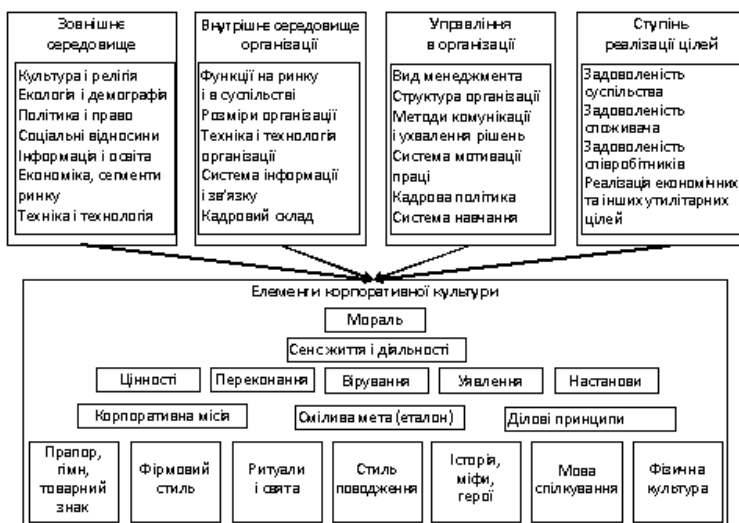 Зовнішнє
середовище
Культура і релігія
Екологія і демографія
Політика і право
Соціальні відносини
Інформація і освіта
Економіка, сегменти
ринку
Техніка і технологія
Внутрішнє середовище
організації
Функції на ринку
і в суспільстві
Розміри організації
Техніка і технологія
організації
Система інформації
і зв'язку
Кадровий склад
Управління
в організації
Вид менеджмента
Структура організації
Методи комунікації
і ухвалення рішень
Система мотивації
праці
Кадрова політика
Система навчання
Ступінь
реалізації цілей
Задоволеність
суспільства
Задоволеність
споживача
Задоволеність
співробітників
Реалізація економічних
та інших утилітарних
цілей
Елементи корпоративної культури
Мораль
Сенс життя і діяльності
Цінності Переконання Вірування Уявлення Настанови
Корпоративна місія Смілива мета (еталон) Ділові принципи
Прапор,
гімн,
товарний
знак
Фірмовий
стиль
Ритуали
і свята
Стиль
поводження
Історія,
міфи,
герої
Мова
спілкування
Фізична
культура